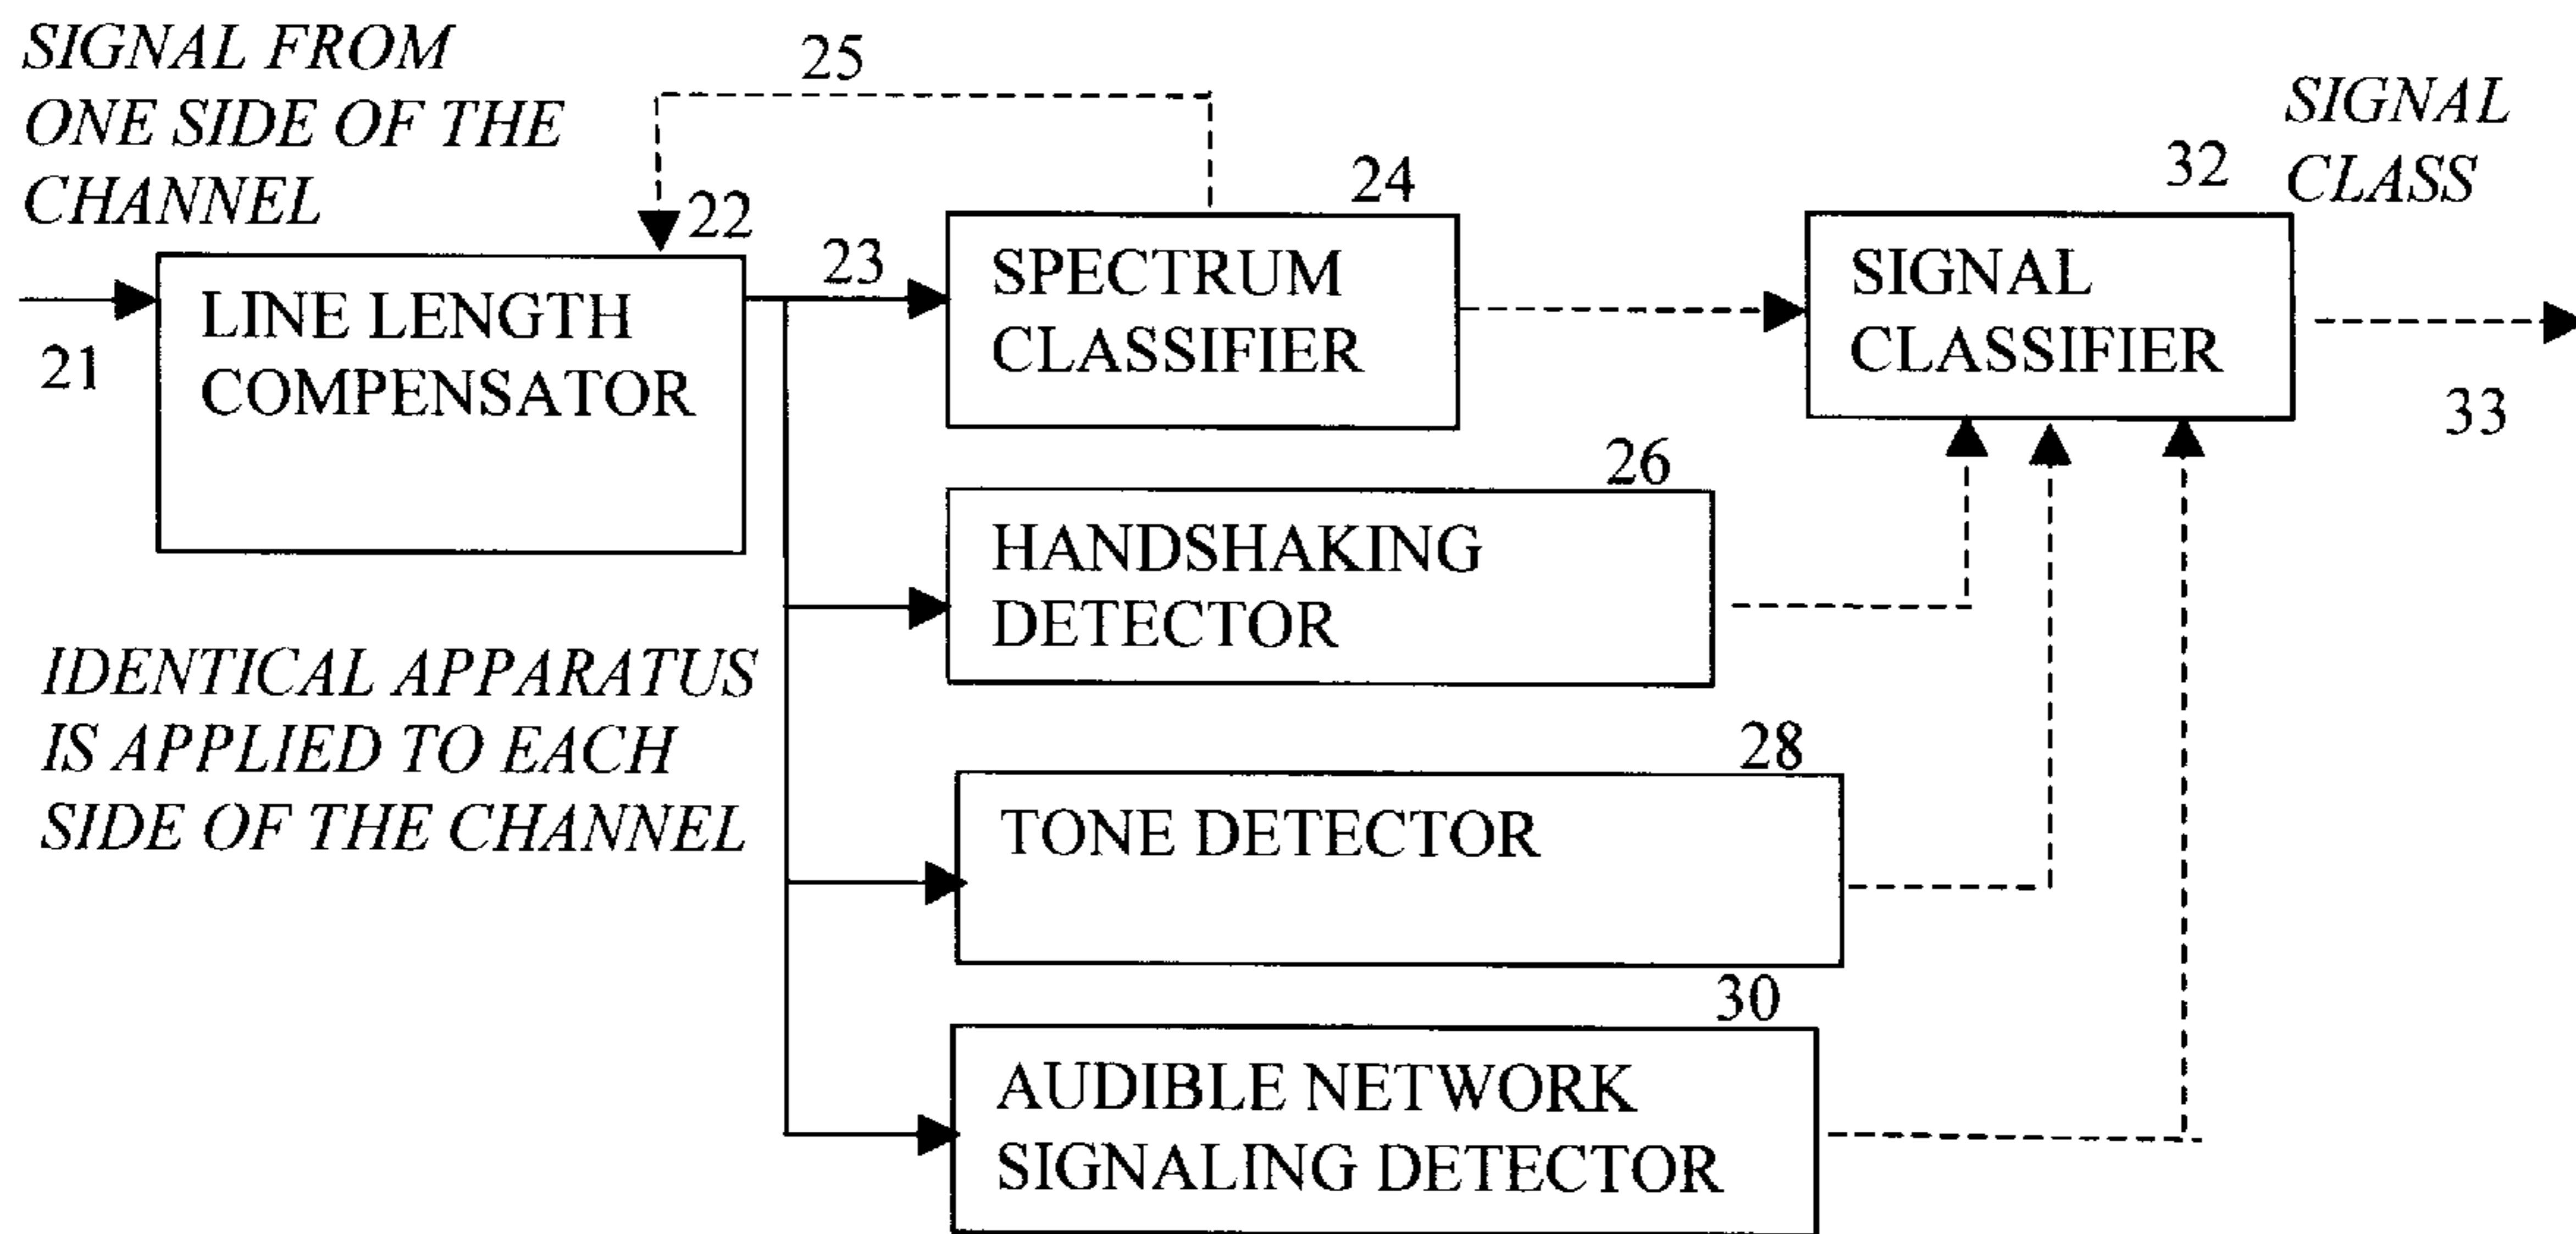 SIGNAL FROM
ONE SIDE OF THE
CHANNEL
25
SIGNAL
CLASS
22
23
24
32
21
LINE LENGTH
COMPENSATOR
SPECTRUM
CLASSIFIER
SIGNAL
CLASSIFIER
33
26
HANDSHAKING
DETECTOR
IDENTICAL APPARATUS
IS APPLIED TO EACH
SIDE OF THE CHANNEL
28
TONE DETECTOR
30
AUDIBLE NETWORK
SIGNALING DETECTOR